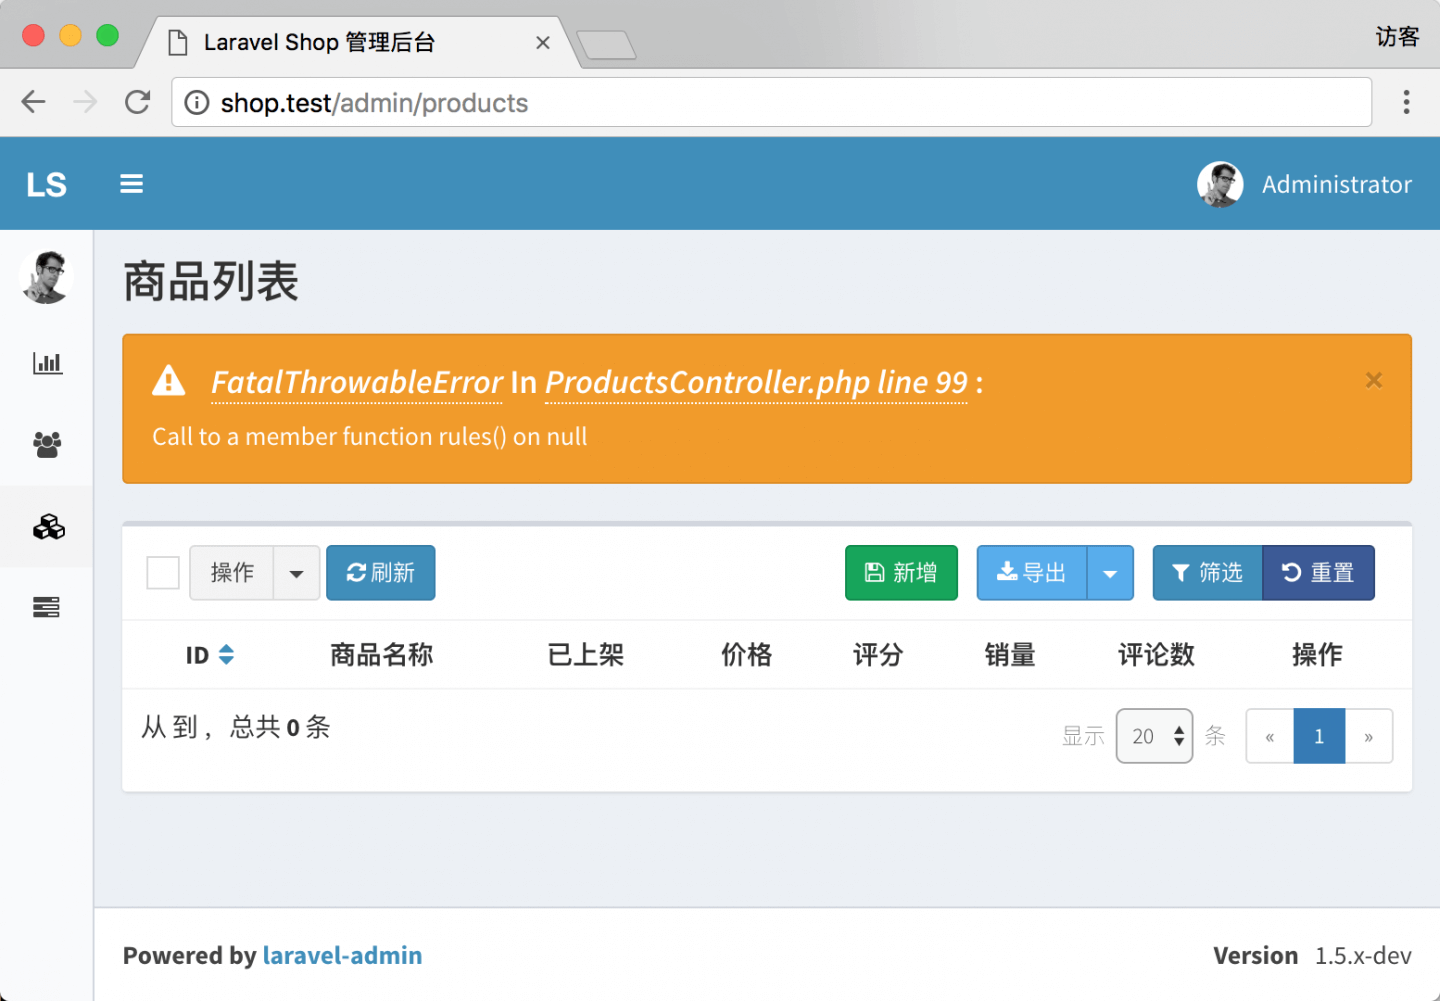 Laravel Shop 管理后台
访客
shop.test/admin/products
LS
Administrator
商品列表
FatalThrowableError In ProductsController.php line 99 :
Call to a member function rules() on null
操作 刷新 新增 导出 筛选 重置
ID 商品名称 已上架 价格 评分 销量 评论数 操作
从 到 ，总共 0 条 显示 20 条 « 1 »
Powered by laravel-admin Version 1.5.x-dev